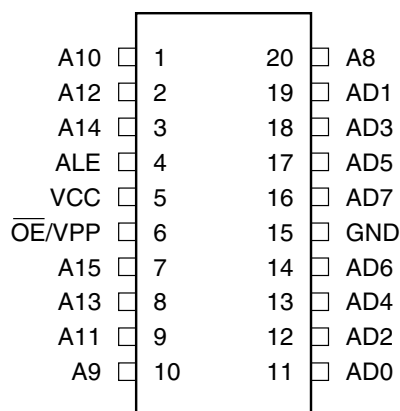 A10 1 20 A8
A12 2 19 AD1
A14 3 18 AD3
ALE 4 17 AD5
VCC 5 16 AD7
O̅E̅/VPP 6 15 GND
A15 7 14 AD6
A13 8 13 AD4
A11 9 12 AD2
A9 10 11 AD0